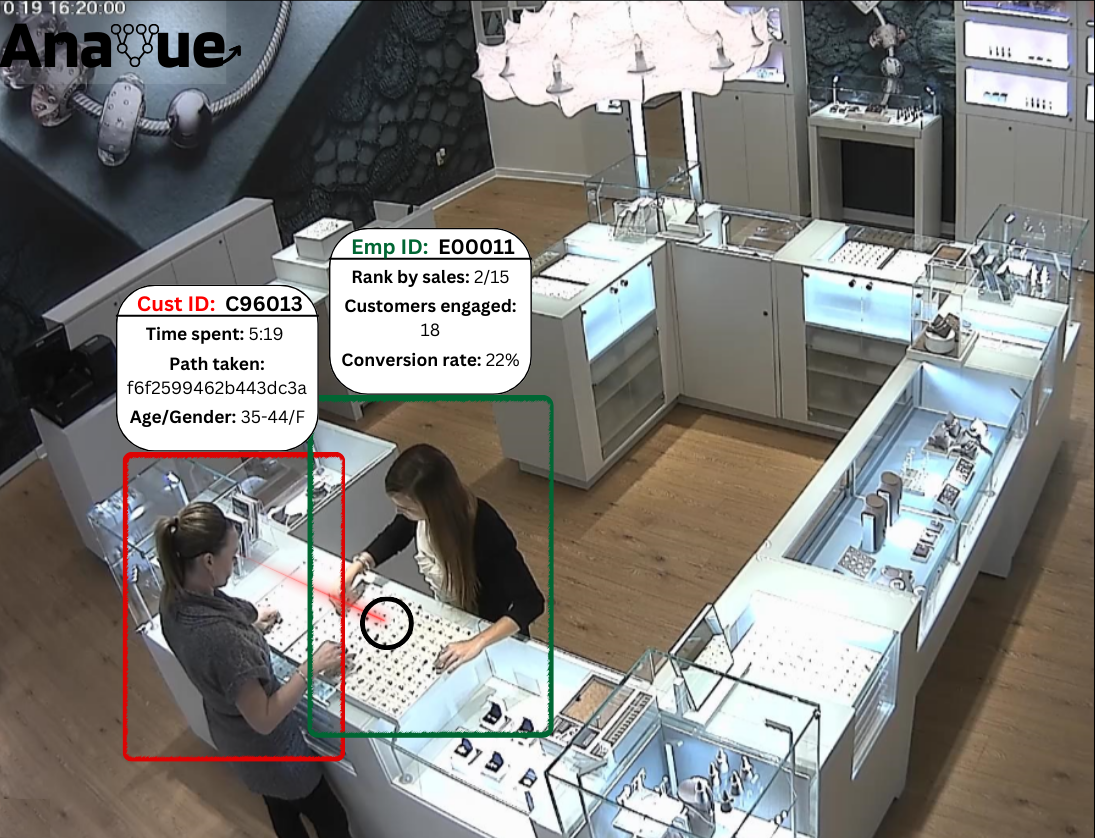 0.19 16:20:00
AnaVue
Emp ID: E00011
Rank by sales: 2/15
Customers engaged:
18
Conversion rate: 22%
Cust ID: C96013
Time spent: 5:19
Path taken:
f6f2599462b443dc3a
Age/Gender: 35-44/F